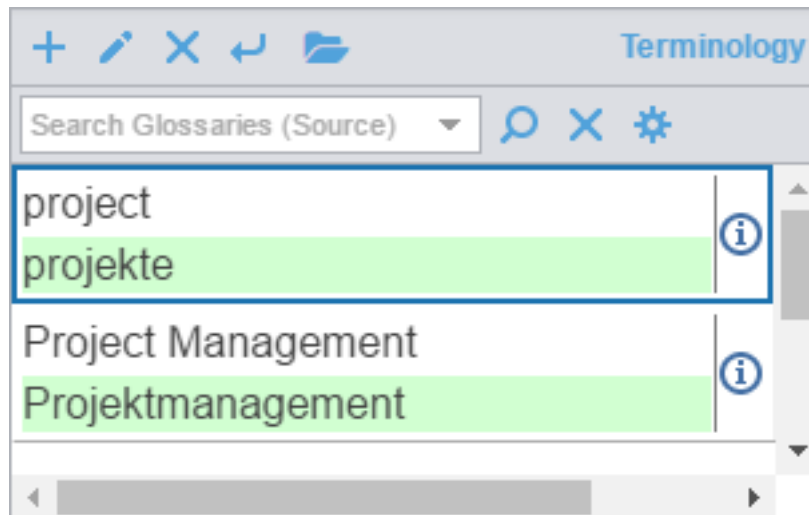 Terminology
Search Glossaries (Source)
project
projekte
Project Management
Projektmanagement